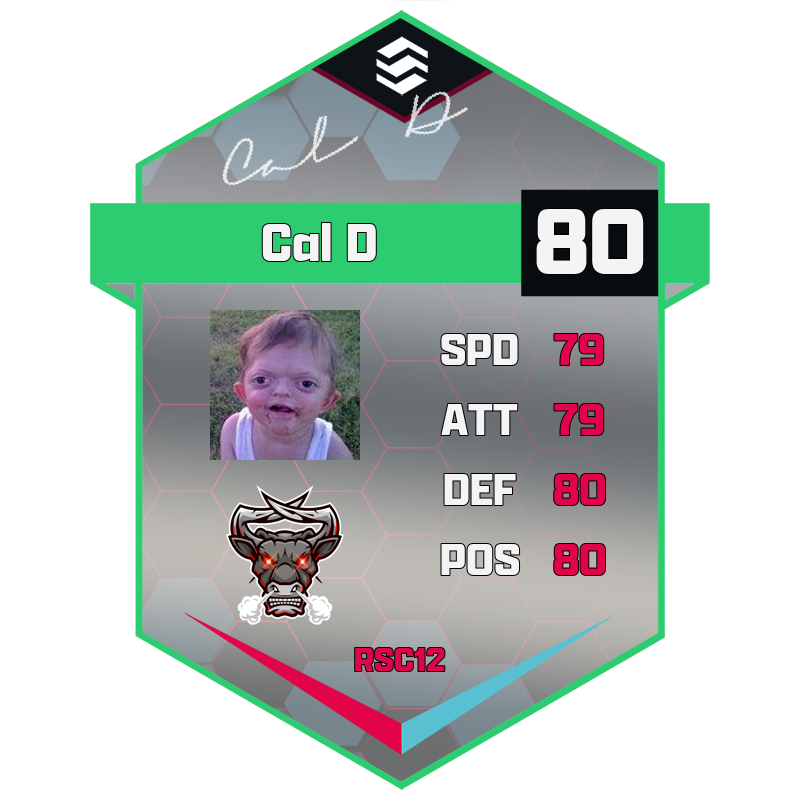 Cal D
Cal D 80
SPD 79
ATT 79
DEF 80
POS 80
RSC12